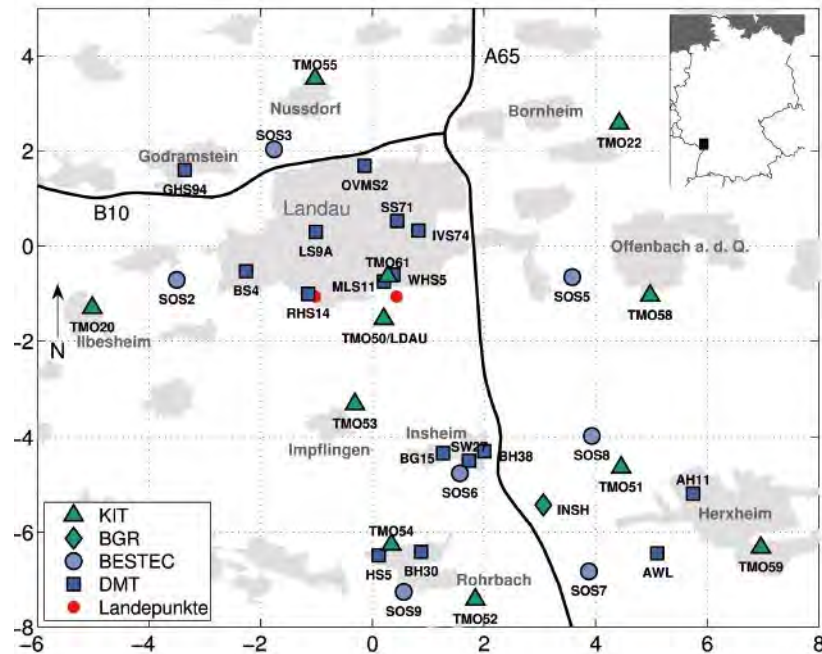 4
2
0
-2
-4
-6
-8
-6
-4
-2
0
2
4
6
8
A65
TMO55
Nussdorf
Bornheim
TMO22
SOS3
Godramstein
GHS94
OVMS2
B10
Landau
SS71
IVS74
LS9A
Offenbach a. d. Q.
TMO61
WHS5
MLS11
SOS2
BS4
RHS14
SOS5
TMO58
TMO20
Ilbesheim
N
TMO50/LDAU
TMO53
Impflingen
Insheim
SW27
BG15
BH38
SOS6
SOS8
TMO51
AH11
INSH
Herxheim
TMO54
HS5
BH30
Rohrbach
SOS9
TMO52
SOS7
AWL
TMO59
KIT
BGR
BESTEC
DMT
Landepunkte